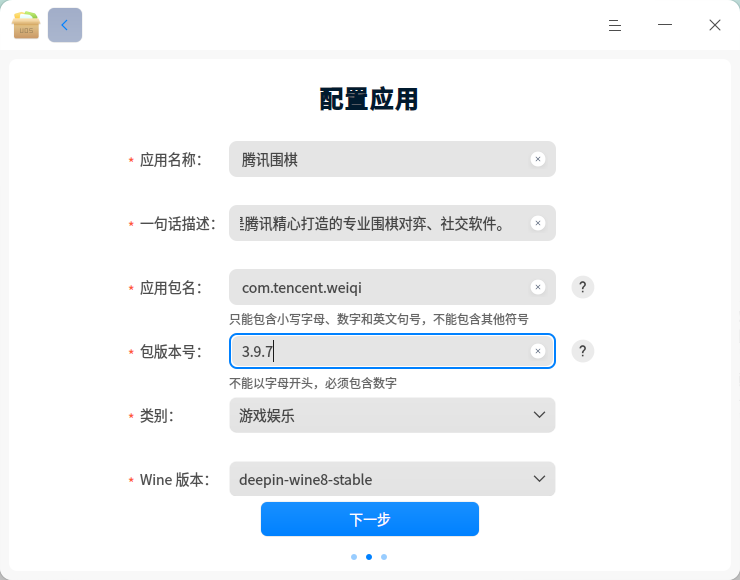 UOS
配置应用
* 应用名称： 腾讯围棋
* 一句话描述： 腾讯精心打造的专业围棋对弈、社交软件。
* 应用包名： com.tencent.weiqi ?
只能包含小写字母、数字和英文句号，不能包含其他符号
* 包版本号： 3.9.7 ?
不能以字母开头，必须包含数字
* 类别： 游戏娱乐
* Wine 版本： deepin-wine8-stable
下一步